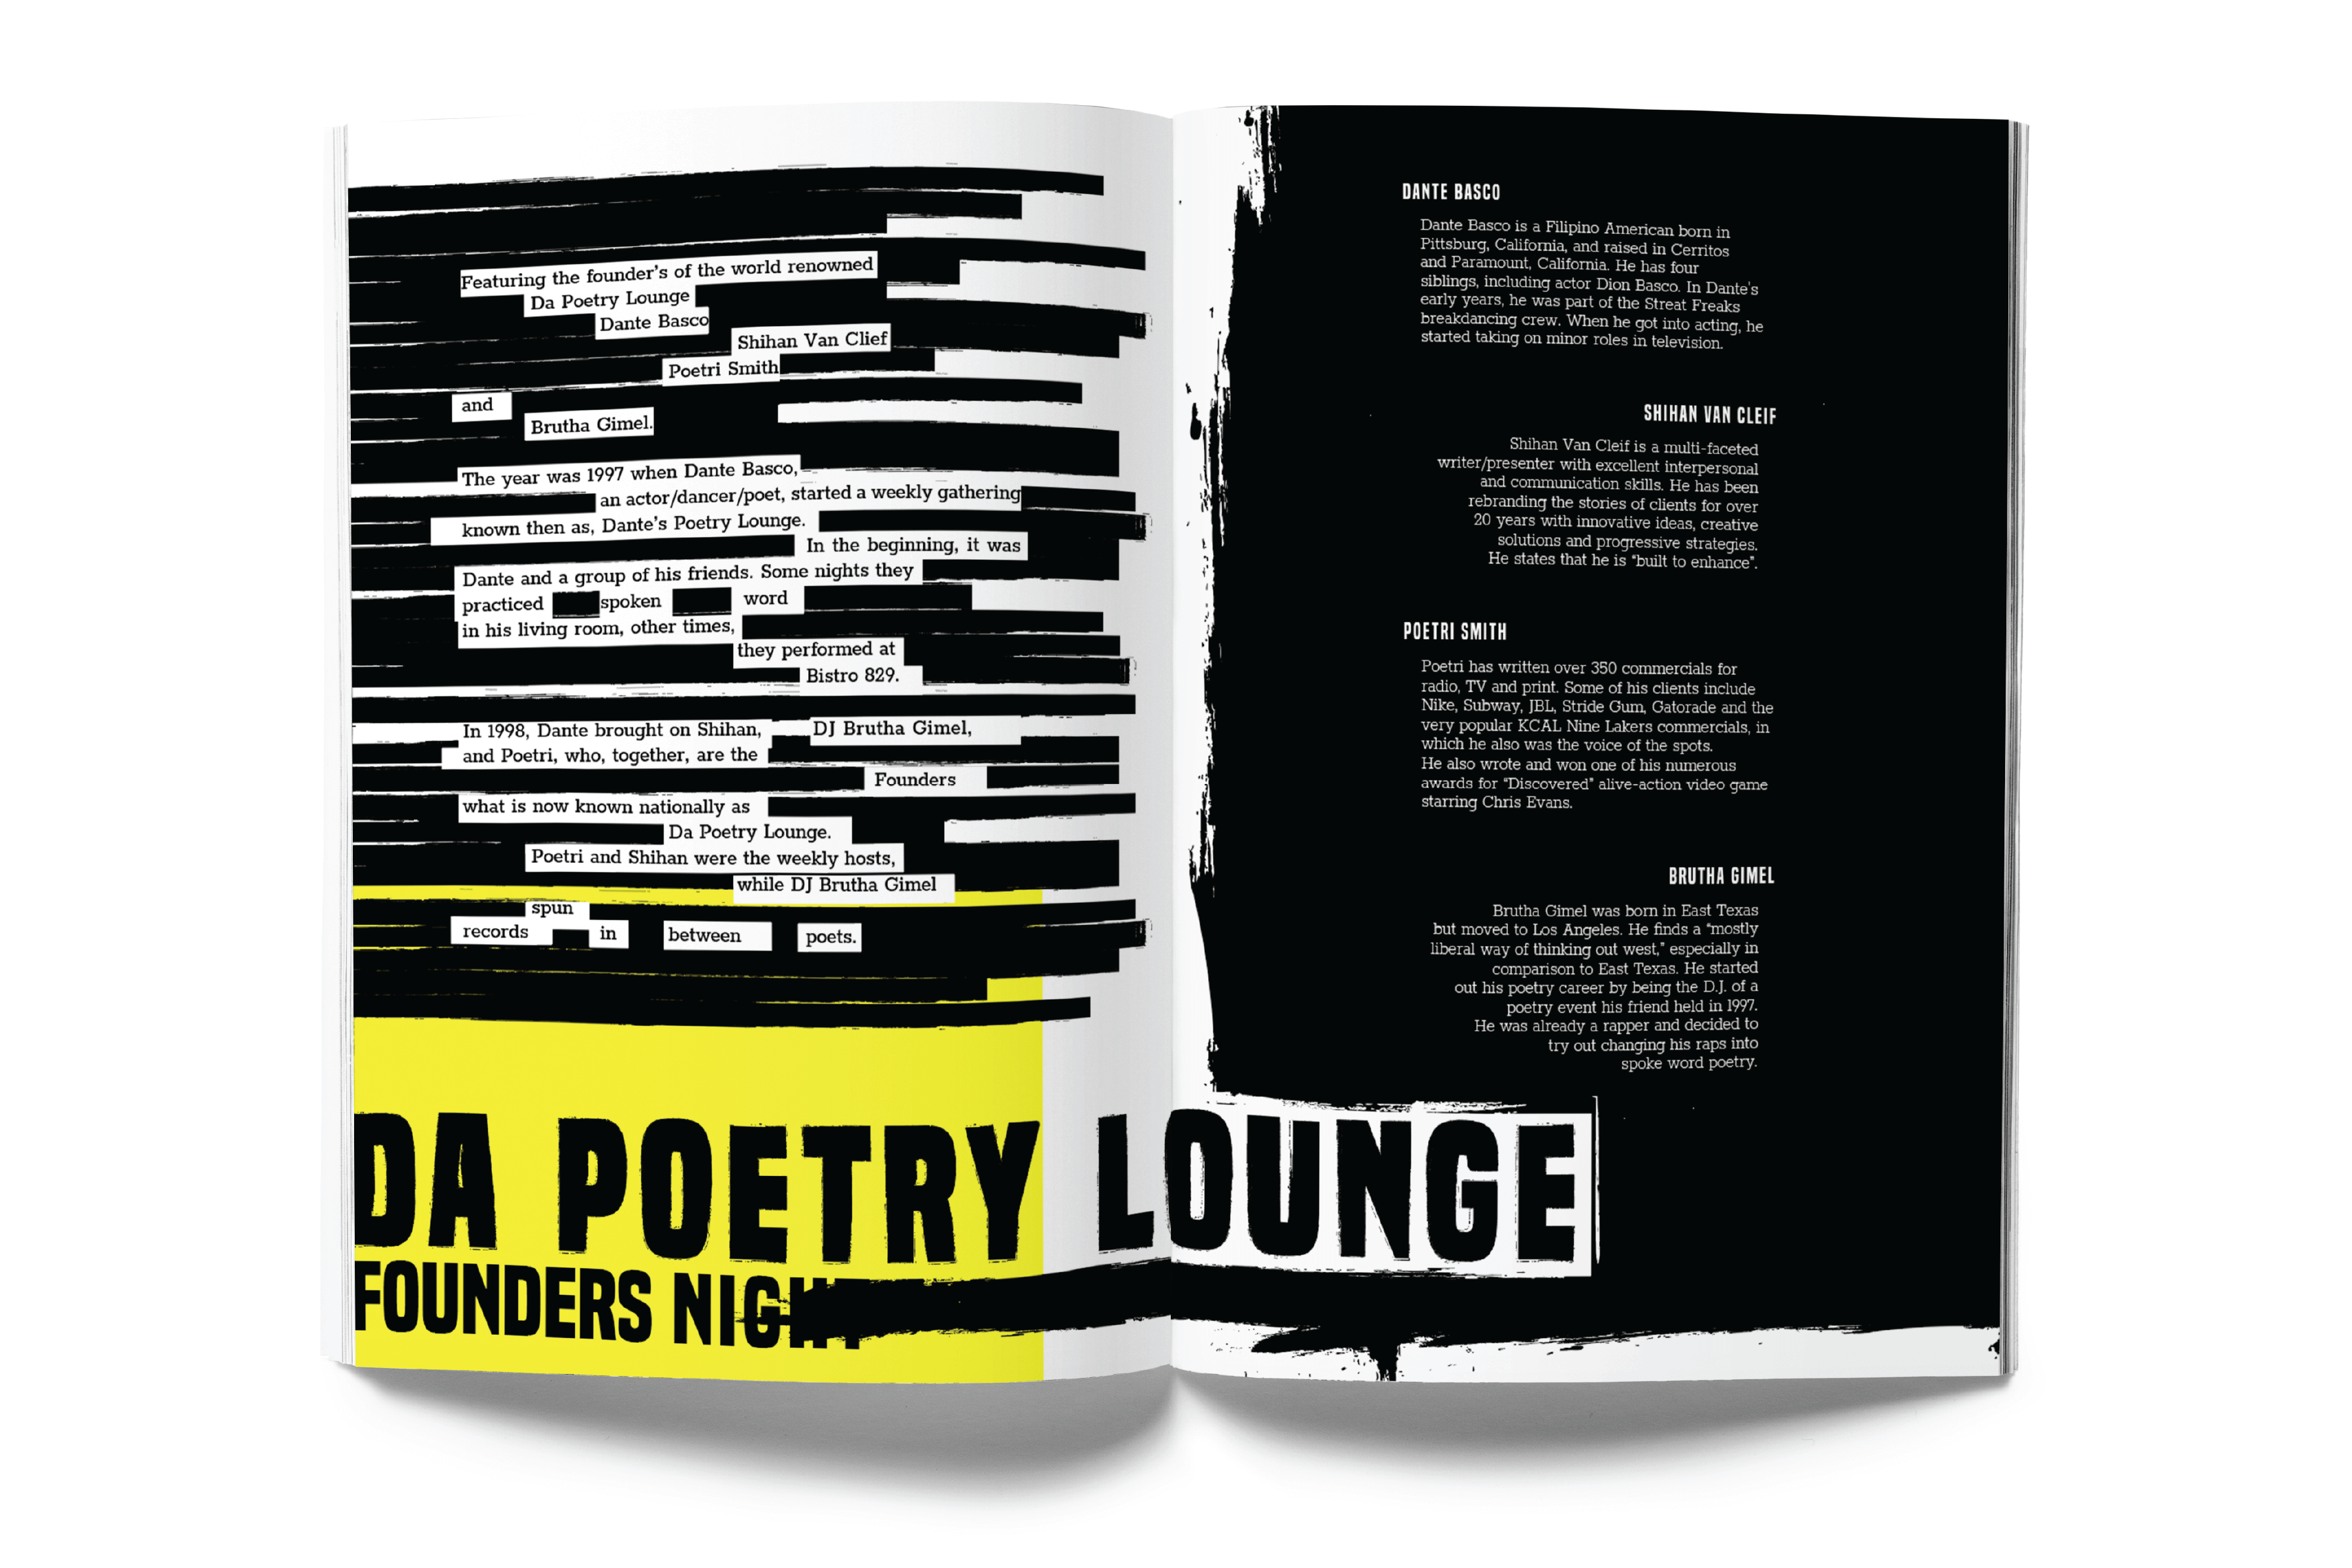 Featuring the founder's of the world renowned
Da Poetry Lounge
Dante Basco
Shihan Van Clief
Poetri Smith
and
Brutha Gimel.
The year was 1997 when Dante Basco,
an actor/dancer/poet, started a weekly gathering
known then as, Dante's Poetry Lounge.
In the beginning, it was
Dante and a group of his friends. Some nights they
practiced spoken word
in his living room, other times,
they performed at
Bistro 829.
In 1998, Dante brought on Shihan, DJ Brutha Gimel,
and Poetri, who, together, are the
Founders
what is now known nationally as
Da Poetry Lounge.
Poetri and Shihan were the weekly hosts,
while DJ Brutha Gimel
spun
records in between poets.
DA POETRY LOUNGE
FOUNDERS NIGHT
DANTE BASCO
Dante Basco is a Filipino American born in
Pittsburg, California, and raised in Cerritos
and Paramount, California. He has four
siblings, including actor Dion Basco. In Dante's
early years, he was part of the Streat Freaks
breakdancing crew. When he got into acting, he
started taking on minor roles in television.
SHIHAN VAN CLEIF
Shihan Van Cleif is a multi-faceted
writer/presenter with excellent interpersonal
and communication skills. He has been
rebranding the stories of clients for over
20 years with innovative ideas, creative
solutions and progressive strategies.
He states that he is "built to enhance".
POETRI SMITH
Poetri has written over 350 commercials for
radio, TV and print. Some of his clients include
Nike, Subway, JBL, Stride Gum, Gatorade and the
very popular KCAL Nine Lakers commercials, in
which he also was the voice of the spots.
He also wrote and won one of his numerous
awards for "Discovered" alive-action video game
starring Chris Evans.
BRUTHA GIMEL
Brutha Gimel was born in East Texas
but moved to Los Angeles. He finds a "mostly
liberal way of thinking out west," especially in
comparison to East Texas. He started
out his poetry career by being the D.J. of a
poetry event his friend held in 1997.
He was already a rapper and decided to
try out changing his raps into
spoke word poetry.